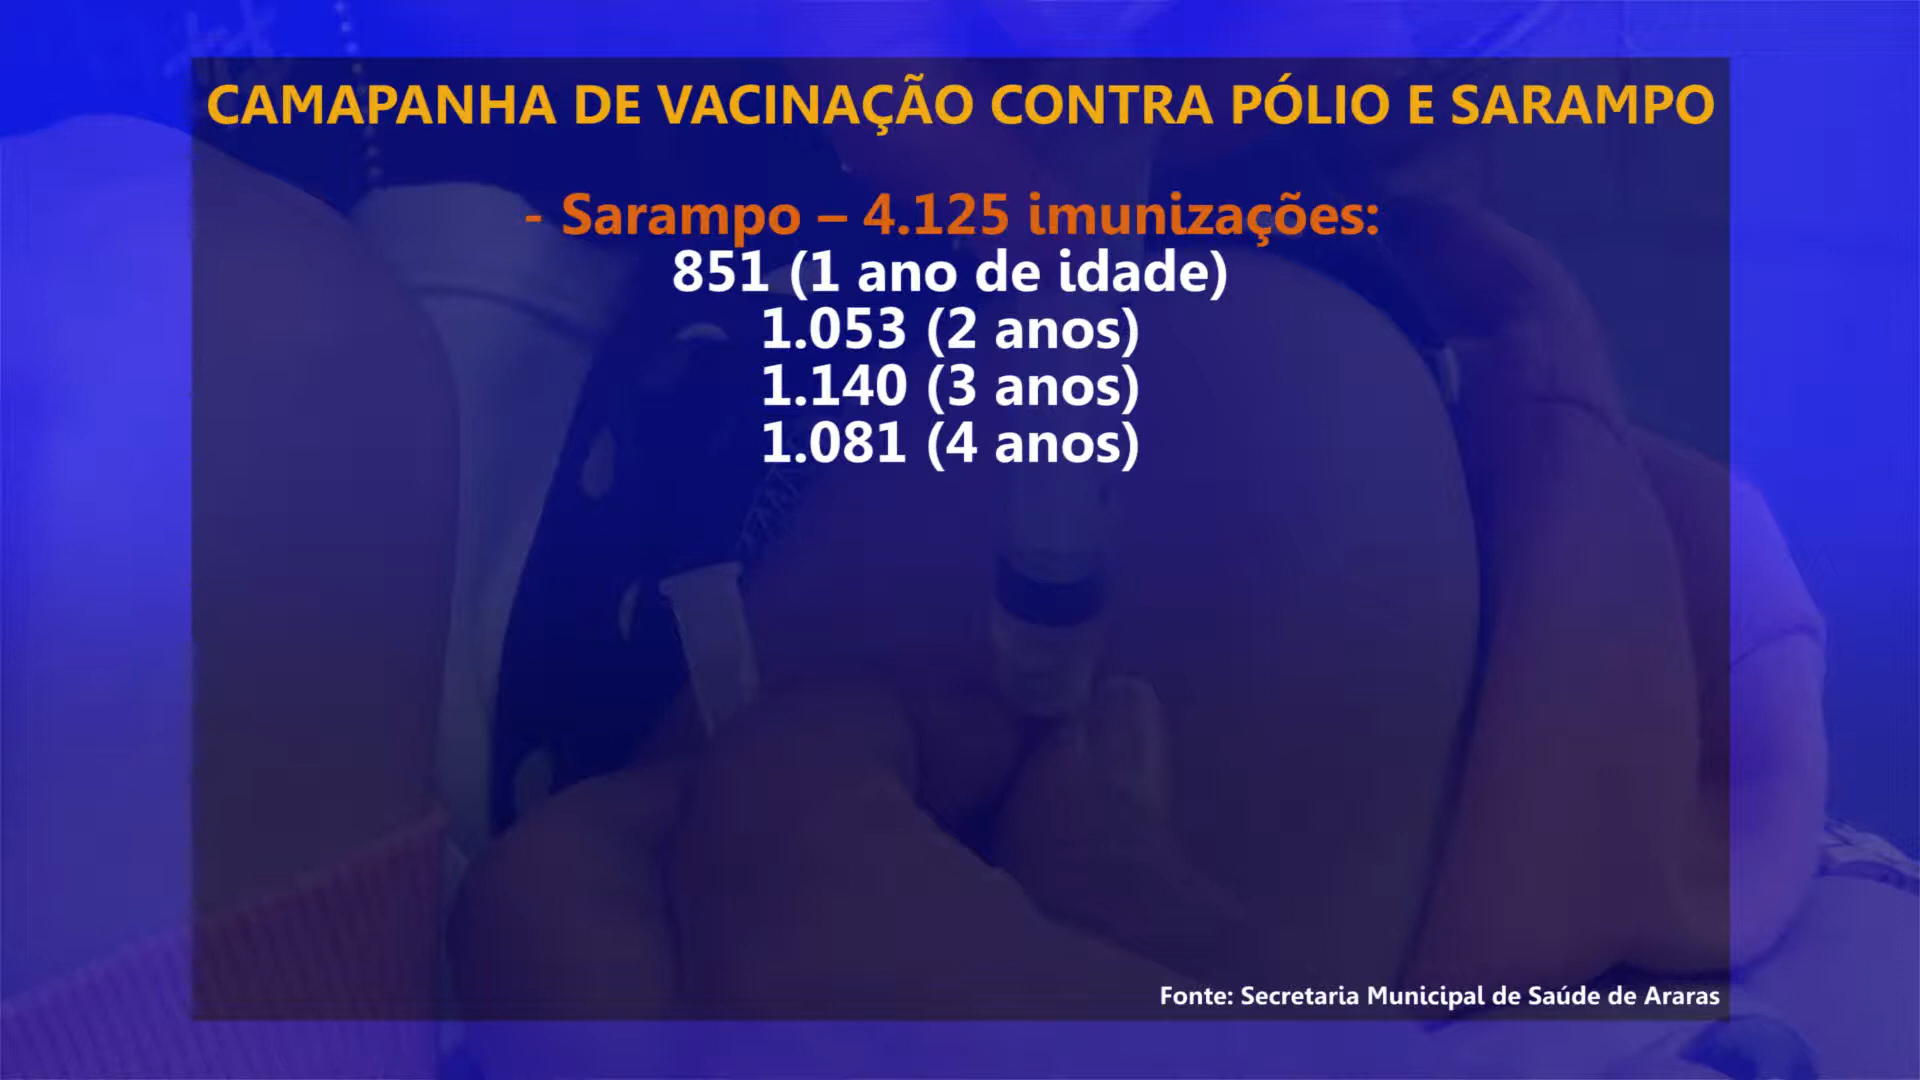 CAMAPANHA DE VACINAÇÃO CONTRA PÓLIO E SARAMPO
- Sarampo – 4.125 imunizações:
851 (1 ano de idade)
1.053 (2 anos)
1.140 (3 anos)
1.081 (4 anos)
Fonte: Secretaria Municipal de Saúde de Araras